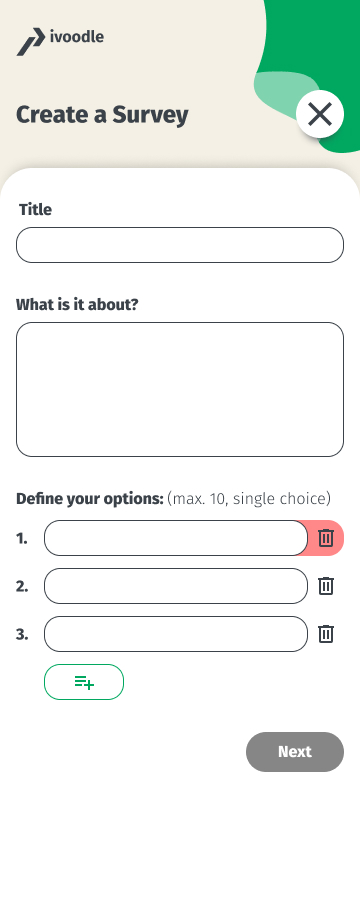 ivoodle
Create a Survey
Title
What is it about?
Define your options: (max. 10, single choice)
1.
2.
3.
Next